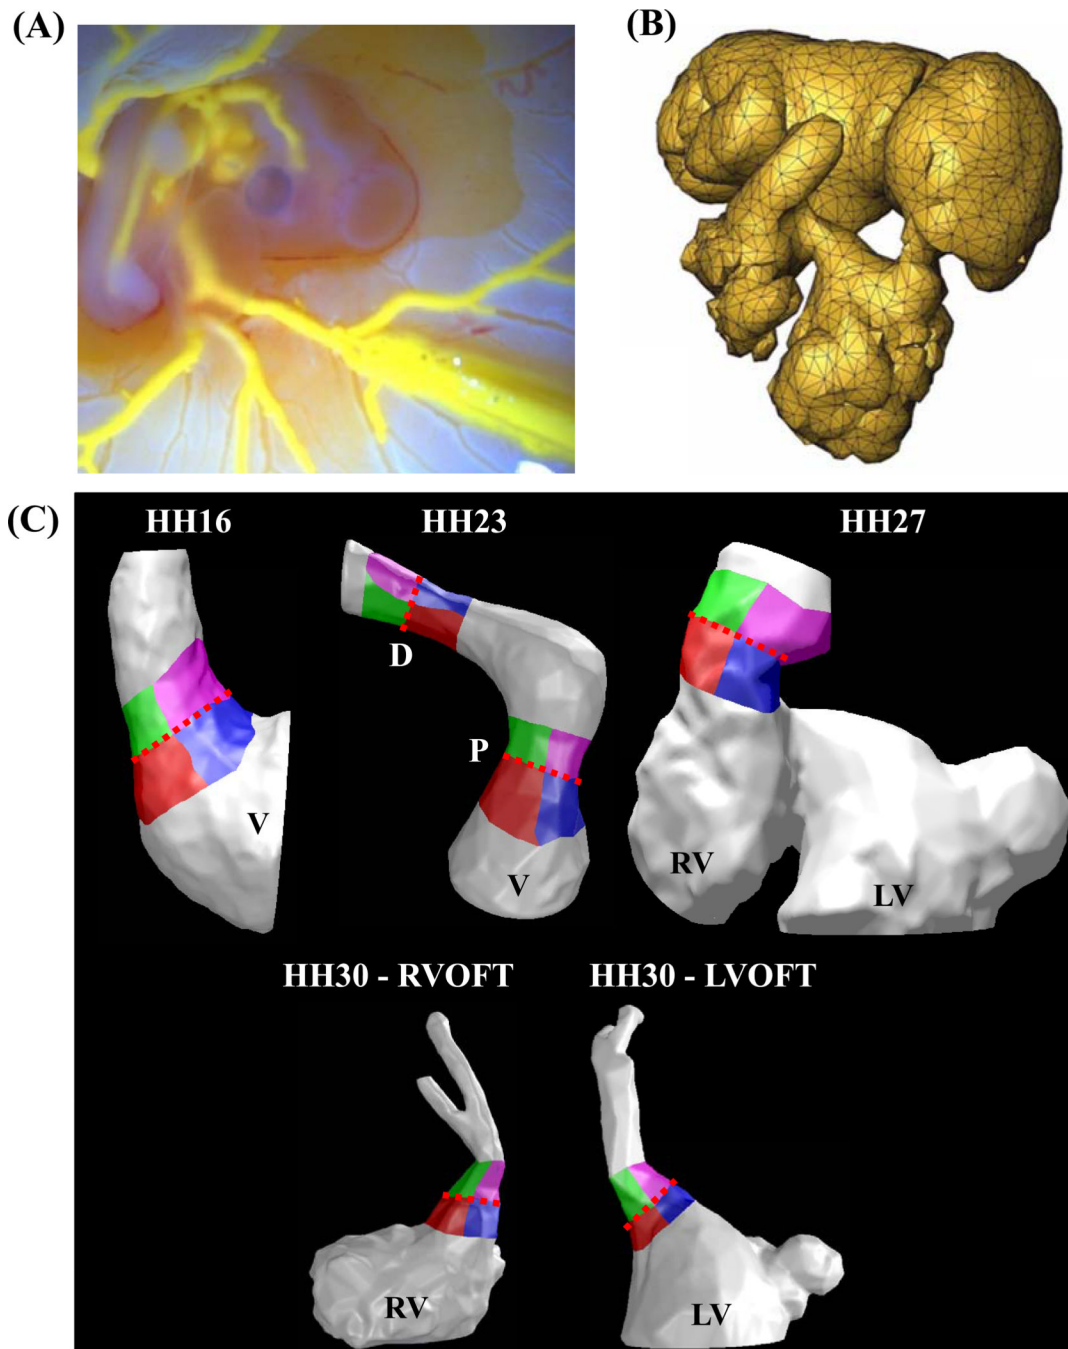 (A)
(B)
(C)
HH16
HH23
HH27
D
P
V
V
RV
LV
HH30 - RVOFT
HH30 - LVOFT
RV
LV